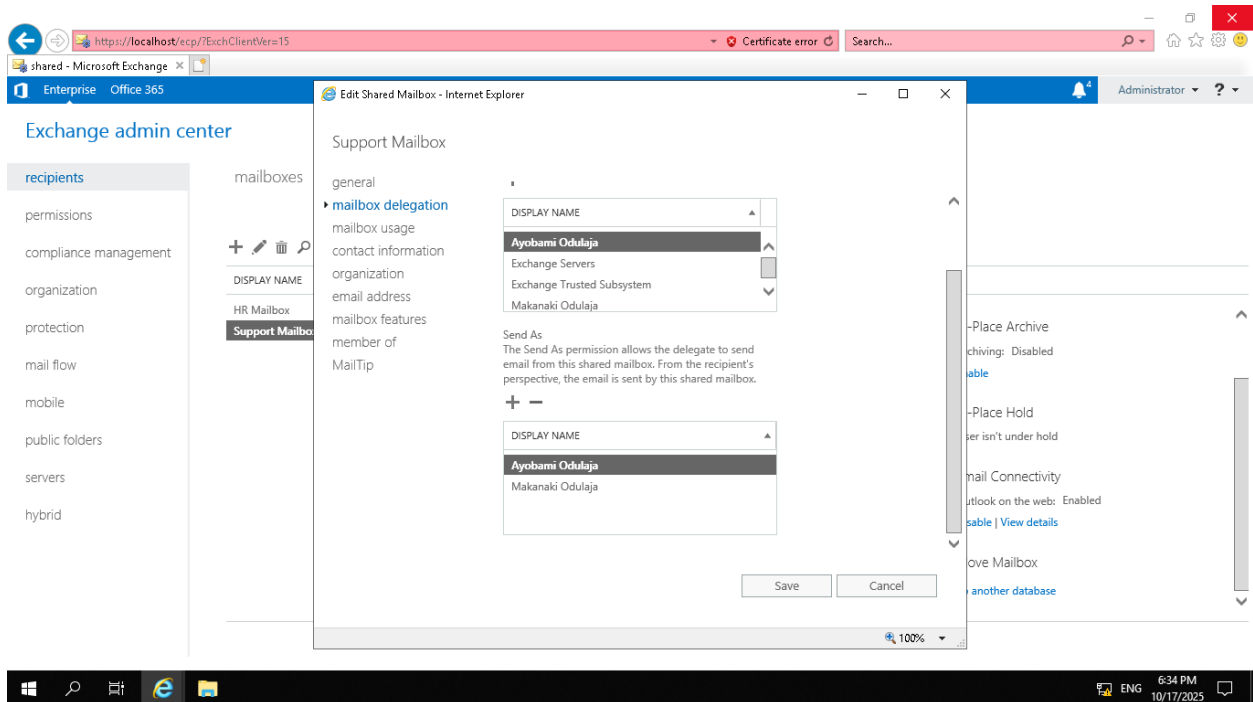 https://localhost/ecp/?ExchClientVer=15
Certificate error
Search...
shared - Microsoft Exchange
Enterprise Office 365
4
Administrator ?
Exchange admin center
recipients
permissions
compliance management
organization
protection
mail flow
mobile
public folders
servers
hybrid
mailboxes
DISPLAY NAME
HR Mailbox
Support Mailbo
Edit Shared Mailbox - Internet Explorer
Support Mailbox
general
mailbox delegation
mailbox usage
contact information
organization
email address
mailbox features
member of
MailTip
DISPLAY NAME
Ayobami Odulaja
Exchange Servers
Exchange Trusted Subsystem
Makanaki Odulaja
Send As
The Send As permission allows the delegate to send
email from this shared mailbox. From the recipient's
perspective, the email is sent by this shared mailbox.
DISPLAY NAME
Ayobami Odulaja
Makanaki Odulaja
Save Cancel
100%
-Place Archive
chiving: Disabled
able
-Place Hold
ser isn't under hold
mail Connectivity
utlook on the web: Enabled
sable | View details
ove Mailbox
another database
ENG
6:34 PM
10/17/2025